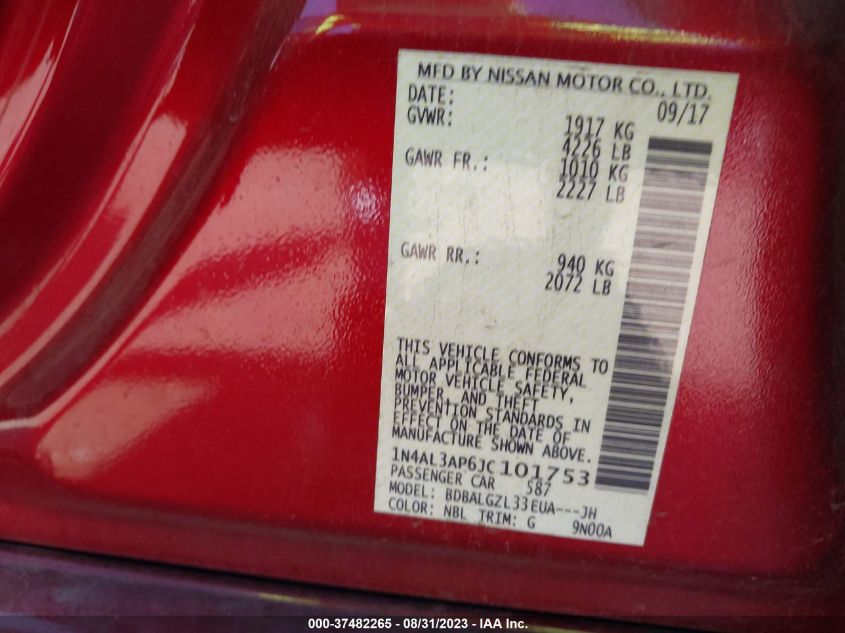 MFD BY NISSAN MOTOR CO., LTD.
DATE: 09/17
GVWR: 1917 KG
4226 LB
GAWR FR.: 1010 KG
2227 LB
GAWR RR.: 940 KG
2072 LB
THIS VEHICLE CONFORMS TO
ALL APPLICABLE FEDERAL
MOTOR VEHICLE SAFETY,
BUMPER, AND THEFT
PREVENTION STANDARDS IN
EFFECT ON THE DATE OF
MANUFACTURE SHOWN ABOVE.
1N4AL3AP6JC101753
PASSENGER CAR 587
MODEL: BDBALGZL33EUA---JH
COLOR: NBL TRIM: G 9N00A
000-37482265 - 08/31/2023 - IAA Inc.